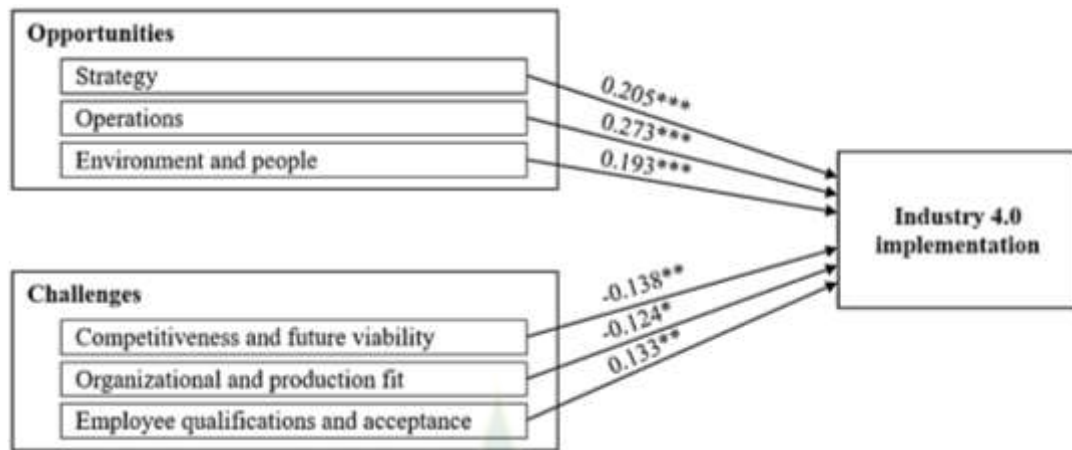 Opportunities
Strategy
Operations
Environment and people
0.205***
0.273***
0.193***
Industry 4.0
implementation
Challenges
Competitiveness and future viability
Organizational and production fit
Employee qualifications and acceptance
-0.138**
-0.124*
0.133**